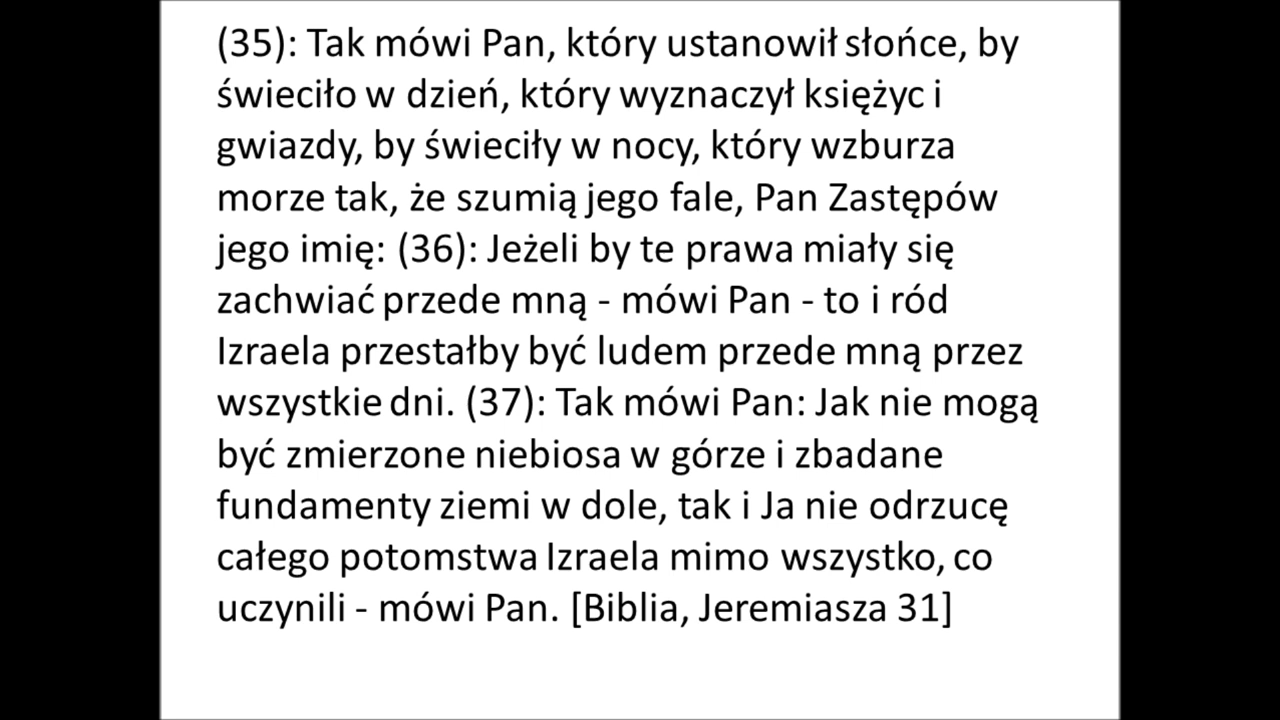 (35): Tak mówi Pan, który ustanowił słońce, by
świeciło w dzień, który wyznaczył księżyc i
gwiazdy, by świeciły w nocy, który wzburza
morze tak, że szumią jego fale, Pan Zastępów
jego imię: (36): Jeżeli by te prawa miały się
zachwiać przede mną - mówi Pan - to i ród
Izraela przestałby być ludem przede mną przez
wszystkie dni. (37): Tak mówi Pan: Jak nie mogą
być zmierzone niebiosa w górze i zbadane
fundamenty ziemi w dole, tak i Ja nie odrzucę
całego potomstwa Izraela mimo wszystko, co
uczynili - mówi Pan. [Biblia, Jeremiasza 31]